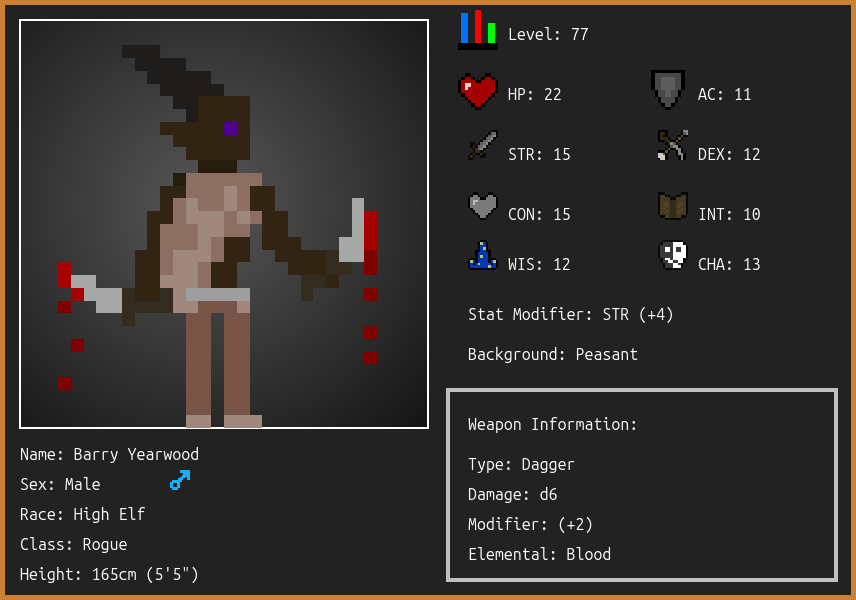 Level: 77
HP: 22
AC: 11
STR: 15
DEX: 12
CON: 15
INT: 10
WIS: 12
CHA: 13
Stat Modifier: STR (+4)
Background: Peasant
Weapon Information:
Type: Dagger
Damage: d6
Modifier: (+2)
Elemental: Blood
Name: Barry Yearwood
Sex: Male
Race: High Elf
Class: Rogue
Height: 165cm (5'5")